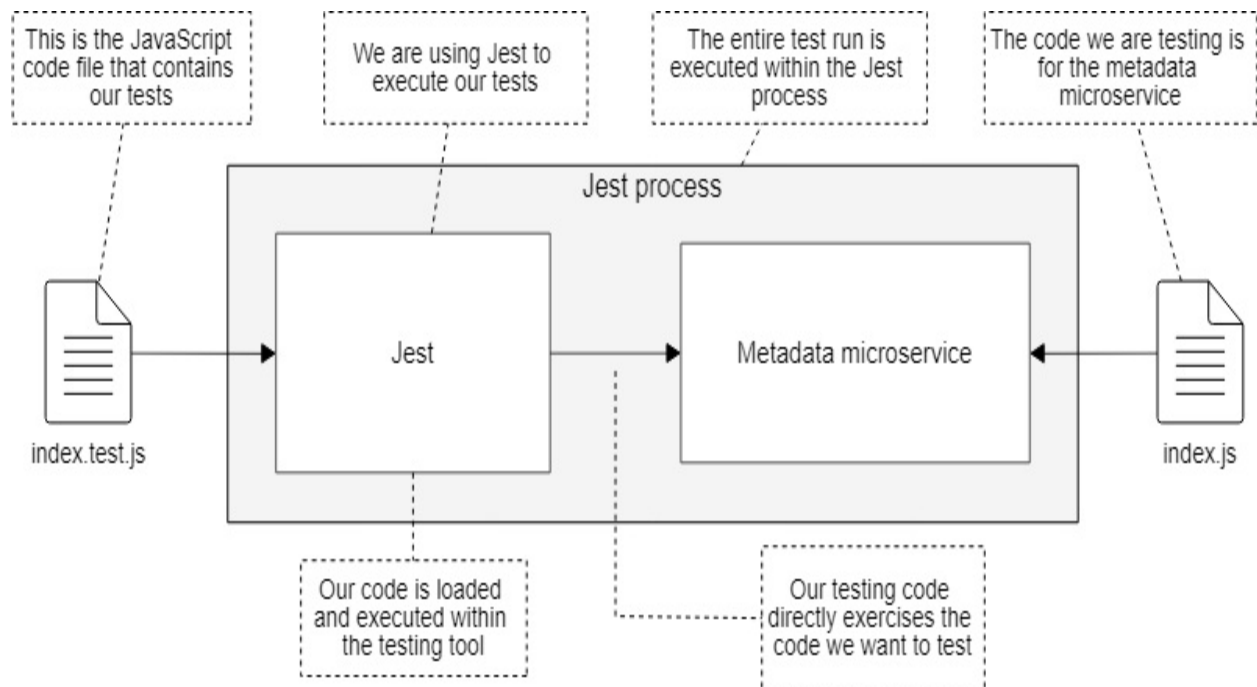 This is the JavaScript
code file that contains
our tests
We are using Jest to
execute our tests
The entire test run is
executed within the Jest
process
The code we are testing is
for the metadata
microservice
Jest process
Jest
Metadata microservice
index.test.js
index.js
Our code is loaded
and executed within
the testing tool
Our testing code
directly exercises the
code we want to test